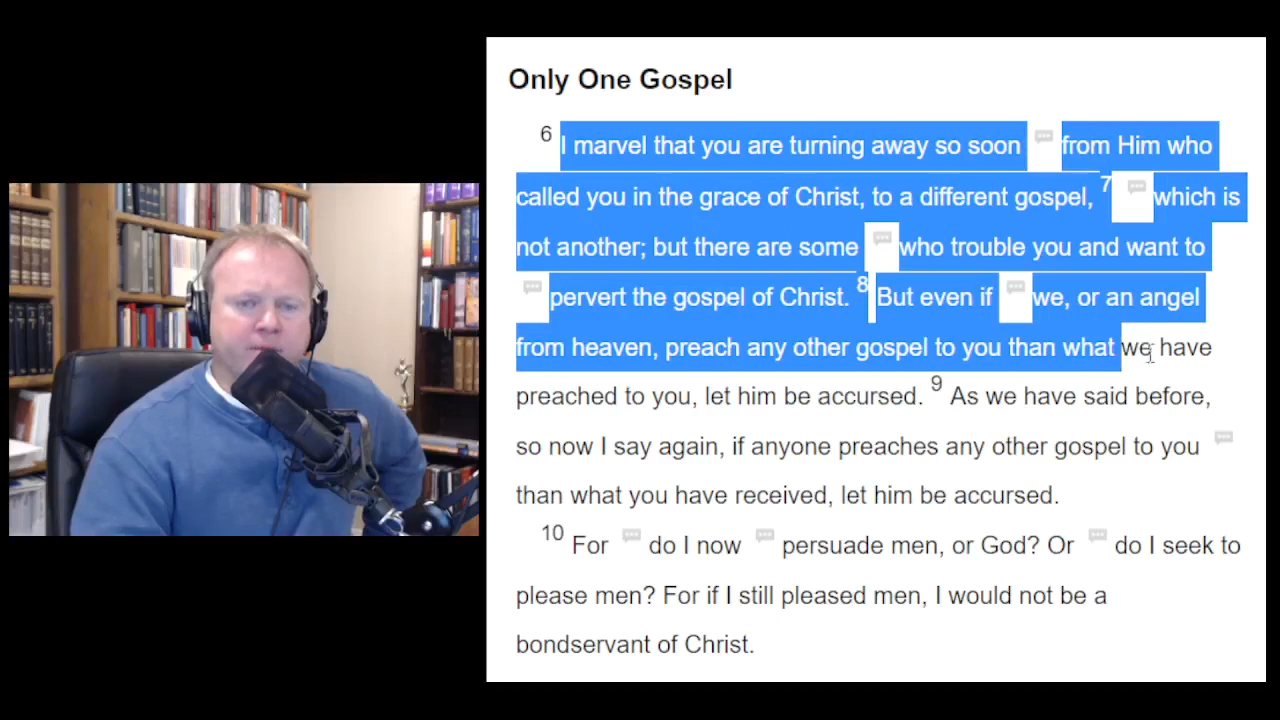 Only One Gospel
6 I marvel that you are turning away so soon from Him who
called you in the grace of Christ, to a different gospel, 7 which is
not another; but there are some who trouble you and want to
pervert the gospel of Christ. 8 But even if we, or an angel
from heaven, preach any other gospel to you than what we have
preached to you, let him be accursed. 9 As we have said before,
so now I say again, if anyone preaches any other gospel to you
than what you have received, let him be accursed.
10 For do I now persuade men, or God? Or do I seek to
please men? For if I still pleased men, I would not be a
bondservant of Christ.